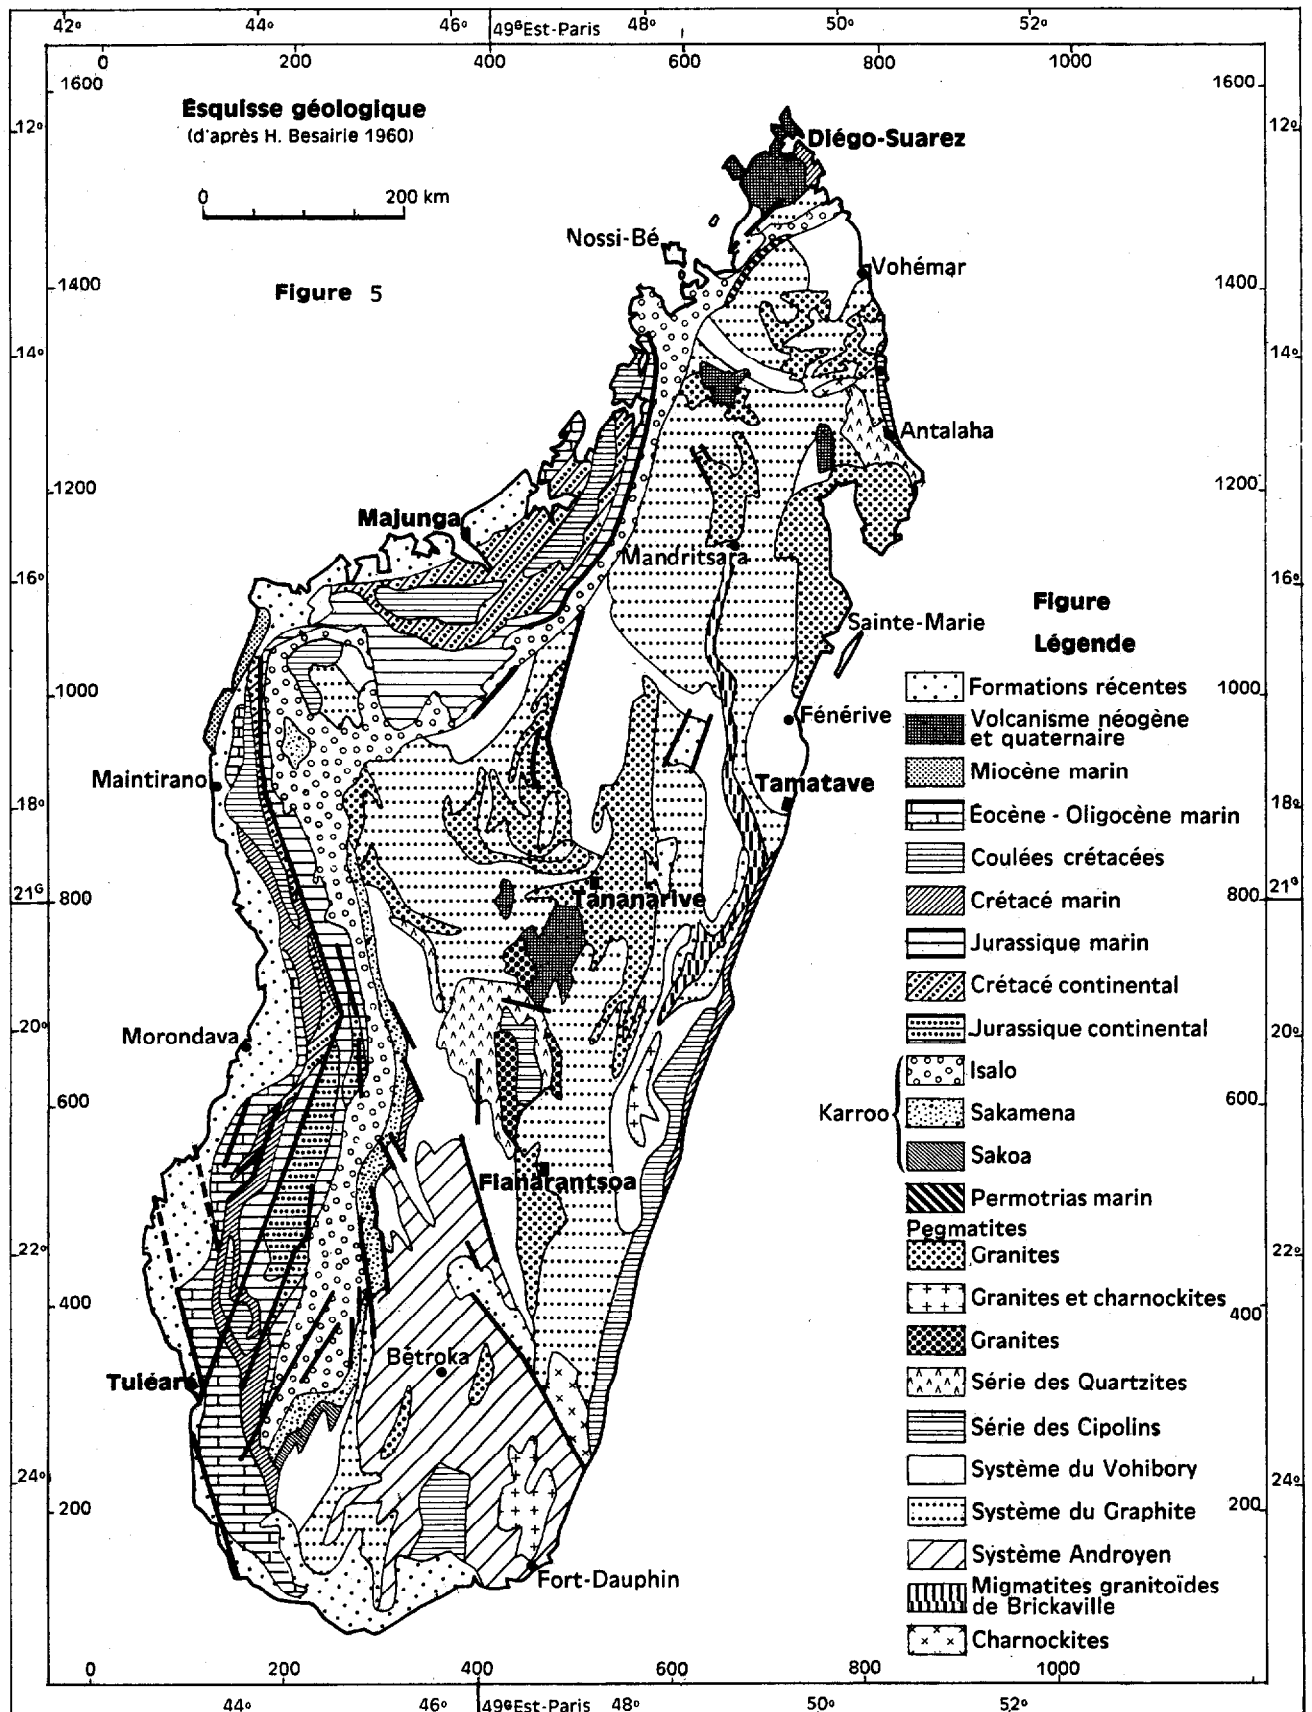 42° 44° 46° 49ᴳEst-Paris 48° 50° 52°
0 200 400 600 800 1000
1600 1600
Esquisse géologique
(d'après H. Besairie 1960)
12° 12°
Diégo-Suarez
0 200 km
Nossi-Bé
Vohémar
1400 1400
Figure 5
14° 14°
Antalaha
1200 1200
Majunga
Mandritsara
16° 16°
Sainte-Marie
1000 1000
Fénérive
Maintirano
Tamatave
18° 18°
21ᴳ 800 800 21ᴳ
Tananarive
20° 20°
Morondava
600 600
Fianarantsoa
22° 22°
400 400
Bétroka
Tuléar
24° 24°
200 200
Fort-Dauphin
Figure
Légende
Formations récentes
Volcanisme néogène
et quaternaire
Miocène marin
Éocène - Oligocène marin
Coulées crétacées
Crétacé marin
Jurassique marin
Crétacé continental
Jurassique continental
Karroo
Isalo
Sakamena
Sakoa
Permotrias marin
Pegmatites
Granites
Granites et charnockites
Granites
Série des Quartzites
Série des Cipolins
Système du Vohibory
Système du Graphite
Système Androyen
Migmatites granitoïdes
de Brickaville
Charnockites
0 200 400 600 800 1000
44° 46° 49ᴳEst-Paris 48° 50° 52°